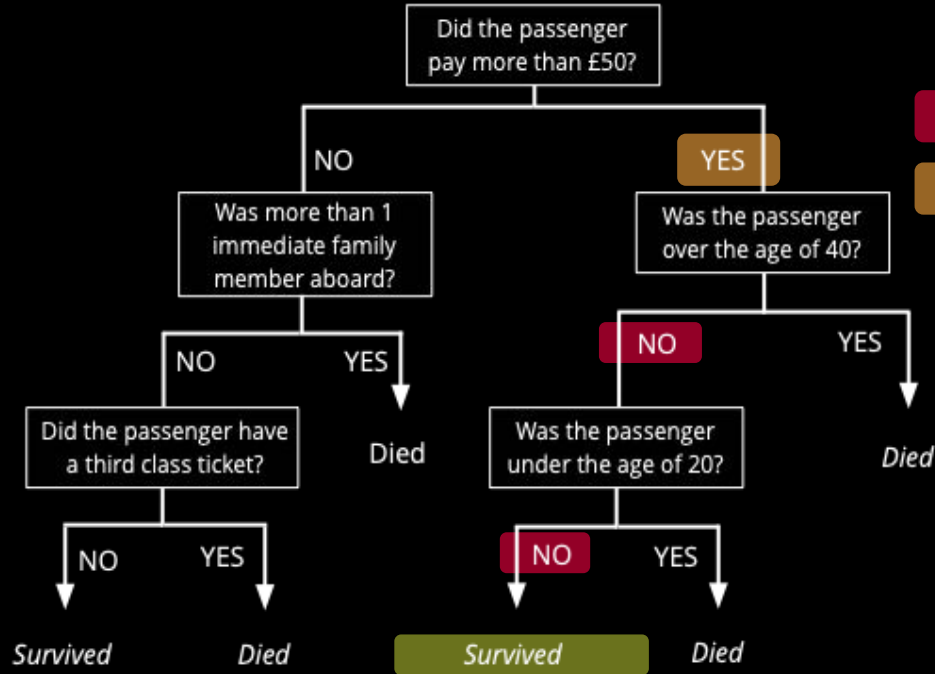 Did the passenger
pay more than £50?
NO
YES
Was more than 1
immediate family
member aboard?
Was the passenger
over the age of 40?
NO
YES
NO
YES
Did the passenger have
a third class ticket?
Died
Was the passenger
under the age of 20?
Died
NO
YES
NO
YES
Survived
Died
Survived
Died